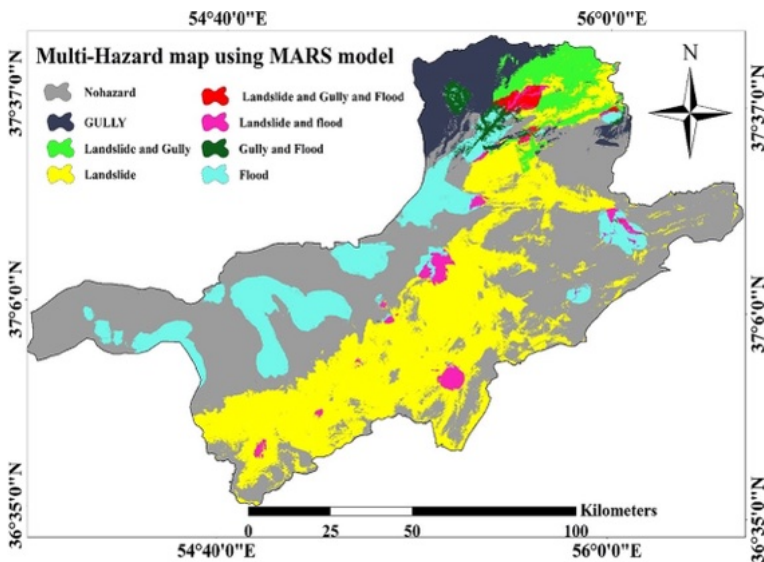 54°40'0"E
56°0'0"E
Multi-Hazard map using MARS model
N
Nohazard
Landslide and Gully and Flood
GULLY
Landslide and flood
Landslide and Gully
Gully and Flood
Landslide
Flood
37°37'0"N
37°37'0"N
37°6'0"N
37°6'0"N
36°35'0"N
36°35'0"N
Kilometers
0 25 50 100
54°40'0"E
56°0'0"E